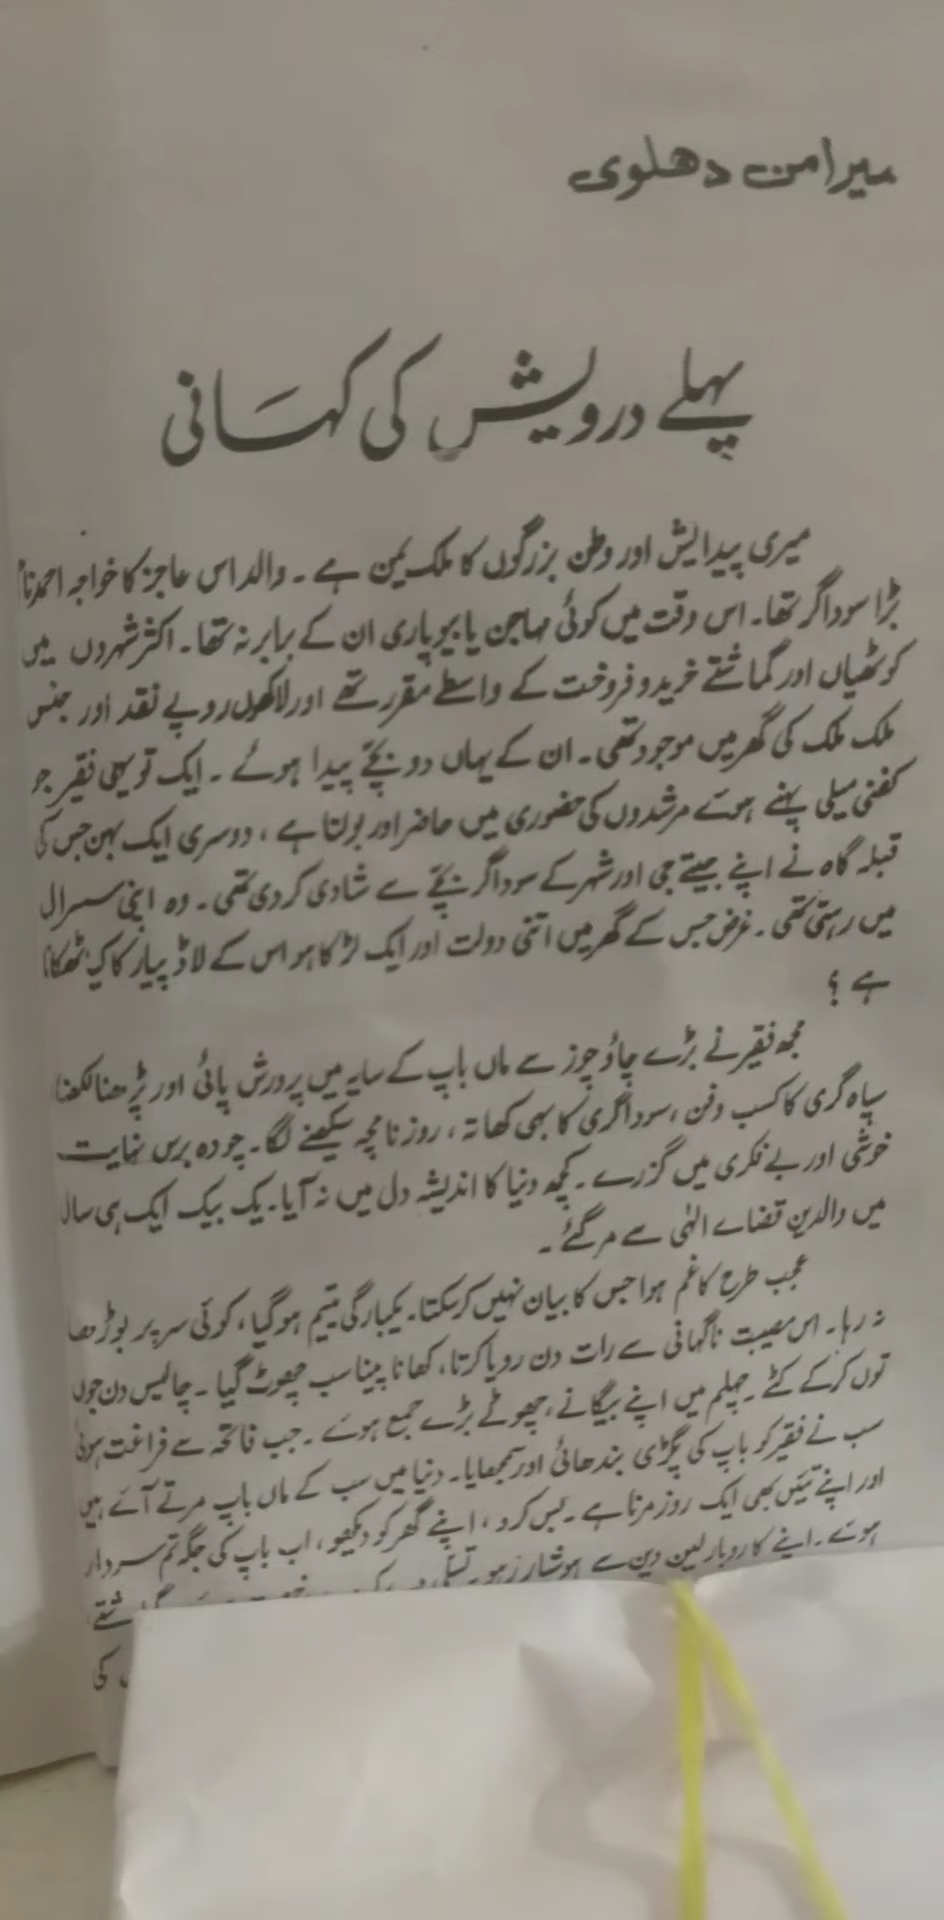 میرامن دھلوی
پہلے درویش کی کہانی
میری پیدایش اور وطن بزرگوں کا ملک یمن ہے۔ والد اس عاجز کا خواجہ احمد نام
بڑا سوداگر تھا۔ اس وقت میں کوئی مہاجن یا بیوپاری ان کے برابر نہ تھا۔ اکثر شہروں میں
کوٹھیاں اور گماشتے خرید و فروخت کے واسطے مقرر تھے اور لاکھوں روپے نقد اور جنس
ملک ملک کی گھر میں موجود تھی۔ ان کے یہاں دو بچے پیدا ہوئے۔ ایک تو یہی فقیر جو
کفنی سیلی پہنے ہوئے مرشدوں کی حضوری میں حاضر اور بولتا ہے، دوسری ایک بہن جس کی
قبلہ گاہ نے اپنے جیتے جی اور شہر کے سوداگر بچے سے شادی کر دی تھی۔ وہ اپنی سسرال
میں رہتی تھی۔ غرض جس کے گھر میں اتنی دولت اور ایک لڑکا ہو اس کے لاڈ پیار کا کیا ٹھکانا
ہے؟
مجھ فقیر نے بڑے چاؤ چوز سے ماں باپ کے سایہ میں پرورش پائی اور پڑھنا لکھنا
سپاہ گری کا کسب وفن، سوداگری کا بھی کھاتہ، روزنامچہ سیکھنے لگا۔ چودہ برس نہایت
خوشی اور بے فکری میں گزرے۔ کچھ دنیا کا اندیشہ دل میں نہ آیا۔ یک بیک ایک ہی سال
میں والدین قضائے الٰہی سے مر گئے۔
عجب طرح کا غم ہوا جس کا بیان نہیں کر سکتا۔ یکبارگی یتیم ہوگیا، کوئی سر پر بوڑھا
نہ رہا۔ اس مصیبت ناگہانی سے رات دن رویا کرتا، کھانا پینا سب چھوٹ گیا۔ چالیس دن جوں
توں کرکے کٹے۔ چہلم میں اپنے بیگانے، چھوٹے بڑے جمع ہوئے۔ جب فاتحہ سے فراغت ہوئی
سب نے فقیر کو باپ کی پگڑی بندھائی اور سمجھایا۔ دنیا میں سب کے ماں باپ مرتے آئے ہیں
اور اپنے تئیں بھی ایک روز مرنا ہے۔ بس کرو، اپنے گھر کو دیکھو، اب باپ کی جگہ تم سردار
ہوئے۔ اپنے کاروبار لین دین سے ہوشیار رہو۔ تسلی
کی